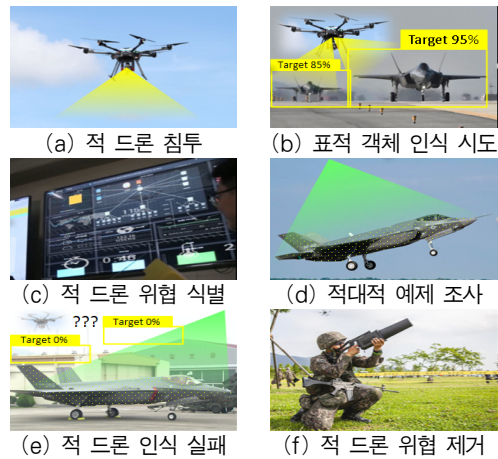 Target 95%
Target 85%
(a) 적 드론 침투
(b) 표적 객체 인식 시도
(c) 적 드론 위협 식별
(d) 적대적 예제 조사
???
Target 0%
Target 0%
(e) 적 드론 인식 실패
(f) 적 드론 위협 제거